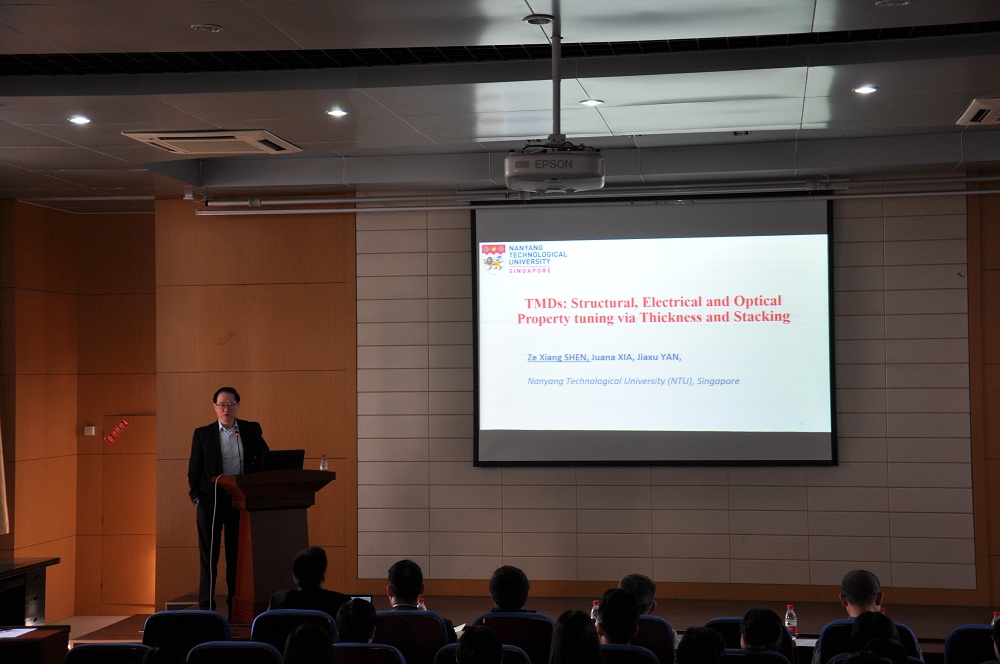 EPSON
NANYANG
TECHNOLOGICAL
UNIVERSITY
SINGAPORE
TMDs: Structural, Electrical and Optical
Property tuning via Thickness and Stacking
Ze Xiang SHEN, Juana XIA, Jiaxu YAN,
Nanyang Technological University (NTU), Singapore